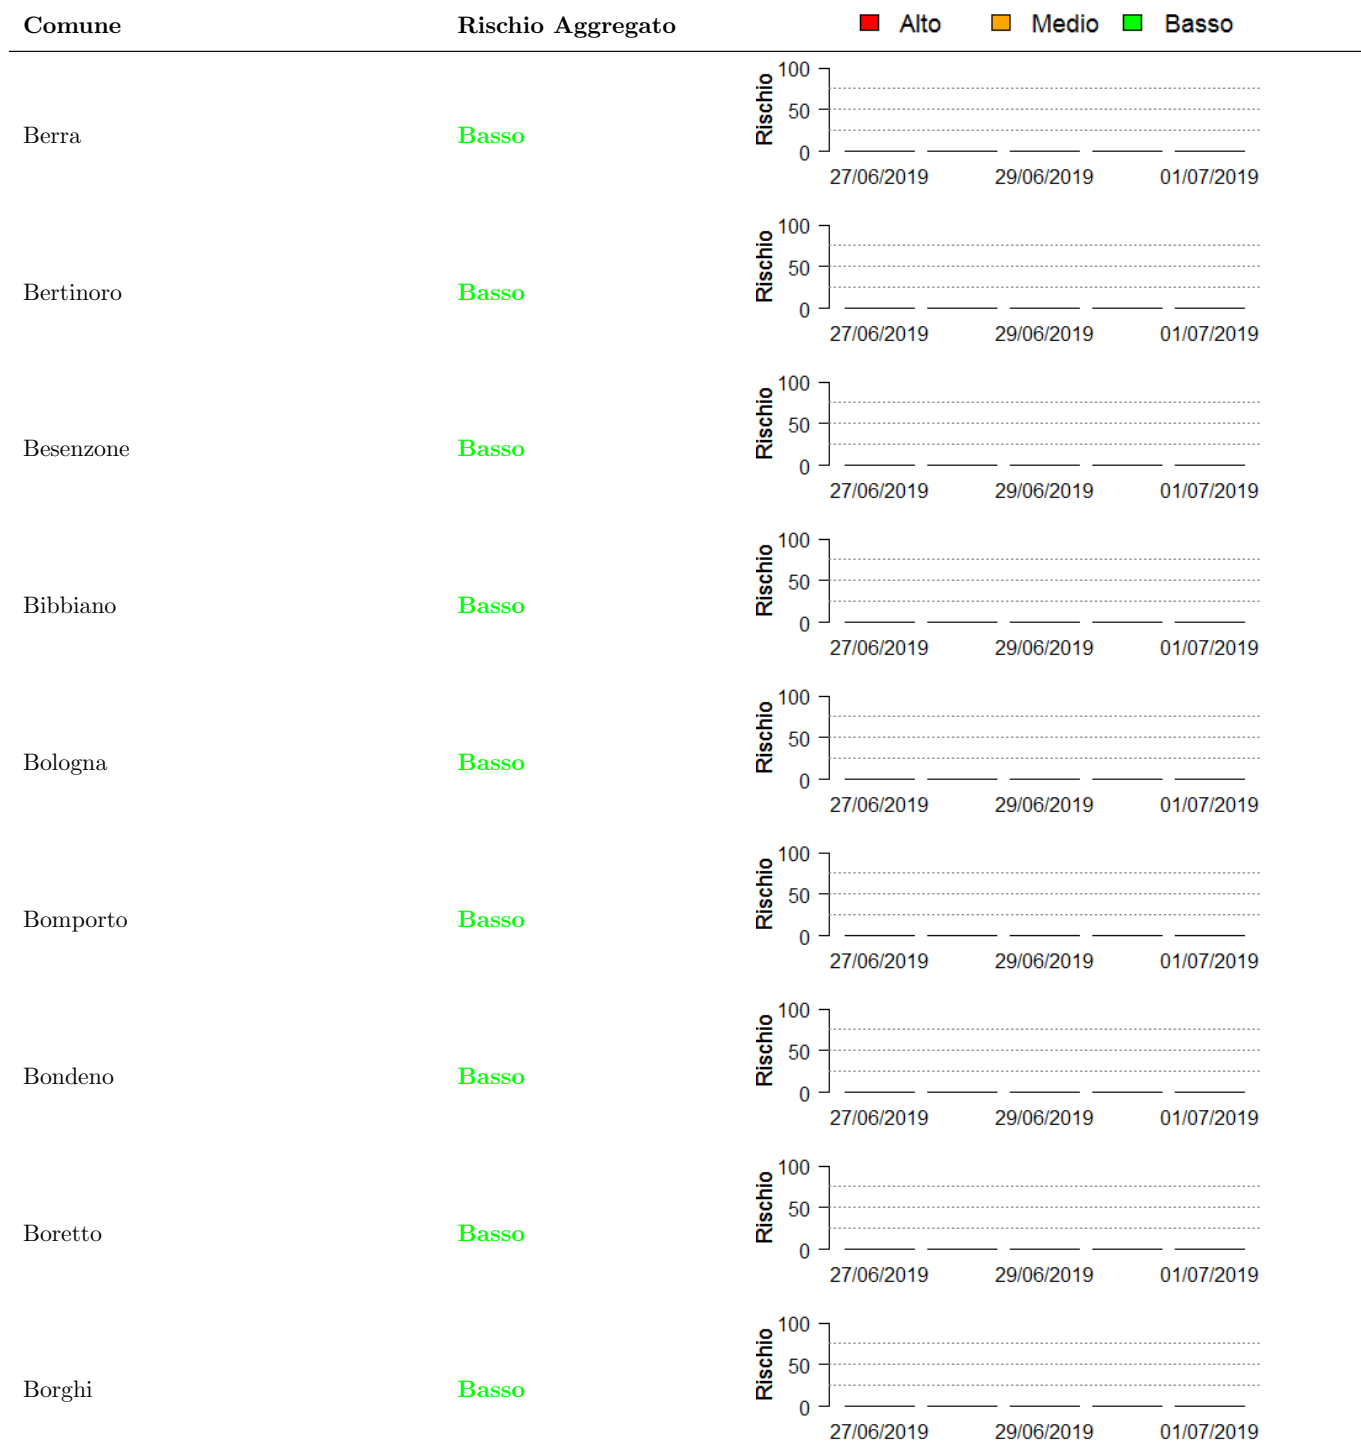 Comune Rischio Aggregato Alto Medio Basso
Berra Basso Rischio 100 50 0
27/06/2019 29/06/2019 01/07/2019
Bertinoro Basso Rischio 100 50 0
27/06/2019 29/06/2019 01/07/2019
Besenzone Basso Rischio 100 50 0
27/06/2019 29/06/2019 01/07/2019
Bibbiano Basso Rischio 100 50 0
27/06/2019 29/06/2019 01/07/2019
Bologna Basso Rischio 100 50 0
27/06/2019 29/06/2019 01/07/2019
Bomporto Basso Rischio 100 50 0
27/06/2019 29/06/2019 01/07/2019
Bondeno Basso Rischio 100 50 0
27/06/2019 29/06/2019 01/07/2019
Boretto Basso Rischio 100 50 0
27/06/2019 29/06/2019 01/07/2019
Borghi Basso Rischio 100 50 0
27/06/2019 29/06/2019 01/07/2019